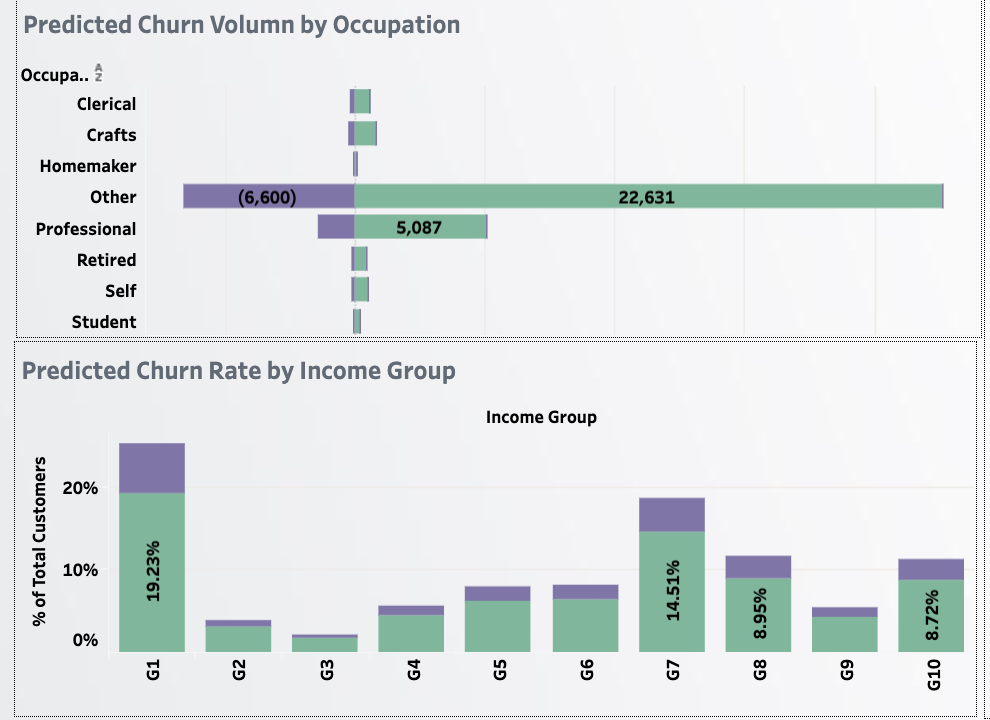 Predicted Churn Volumn by Occupation
Occupa..
Clerical
Crafts
Homemaker
Other (6,600) 22,631
Professional 5,087
Retired
Self
Student
Predicted Churn Rate by Income Group
Income Group
% of Total Customers
20%
10%
0%
19.23%
14.51%
8.95%
8.72%
G1 G2 G3 G4 G5 G6 G7 G8 G9 G10